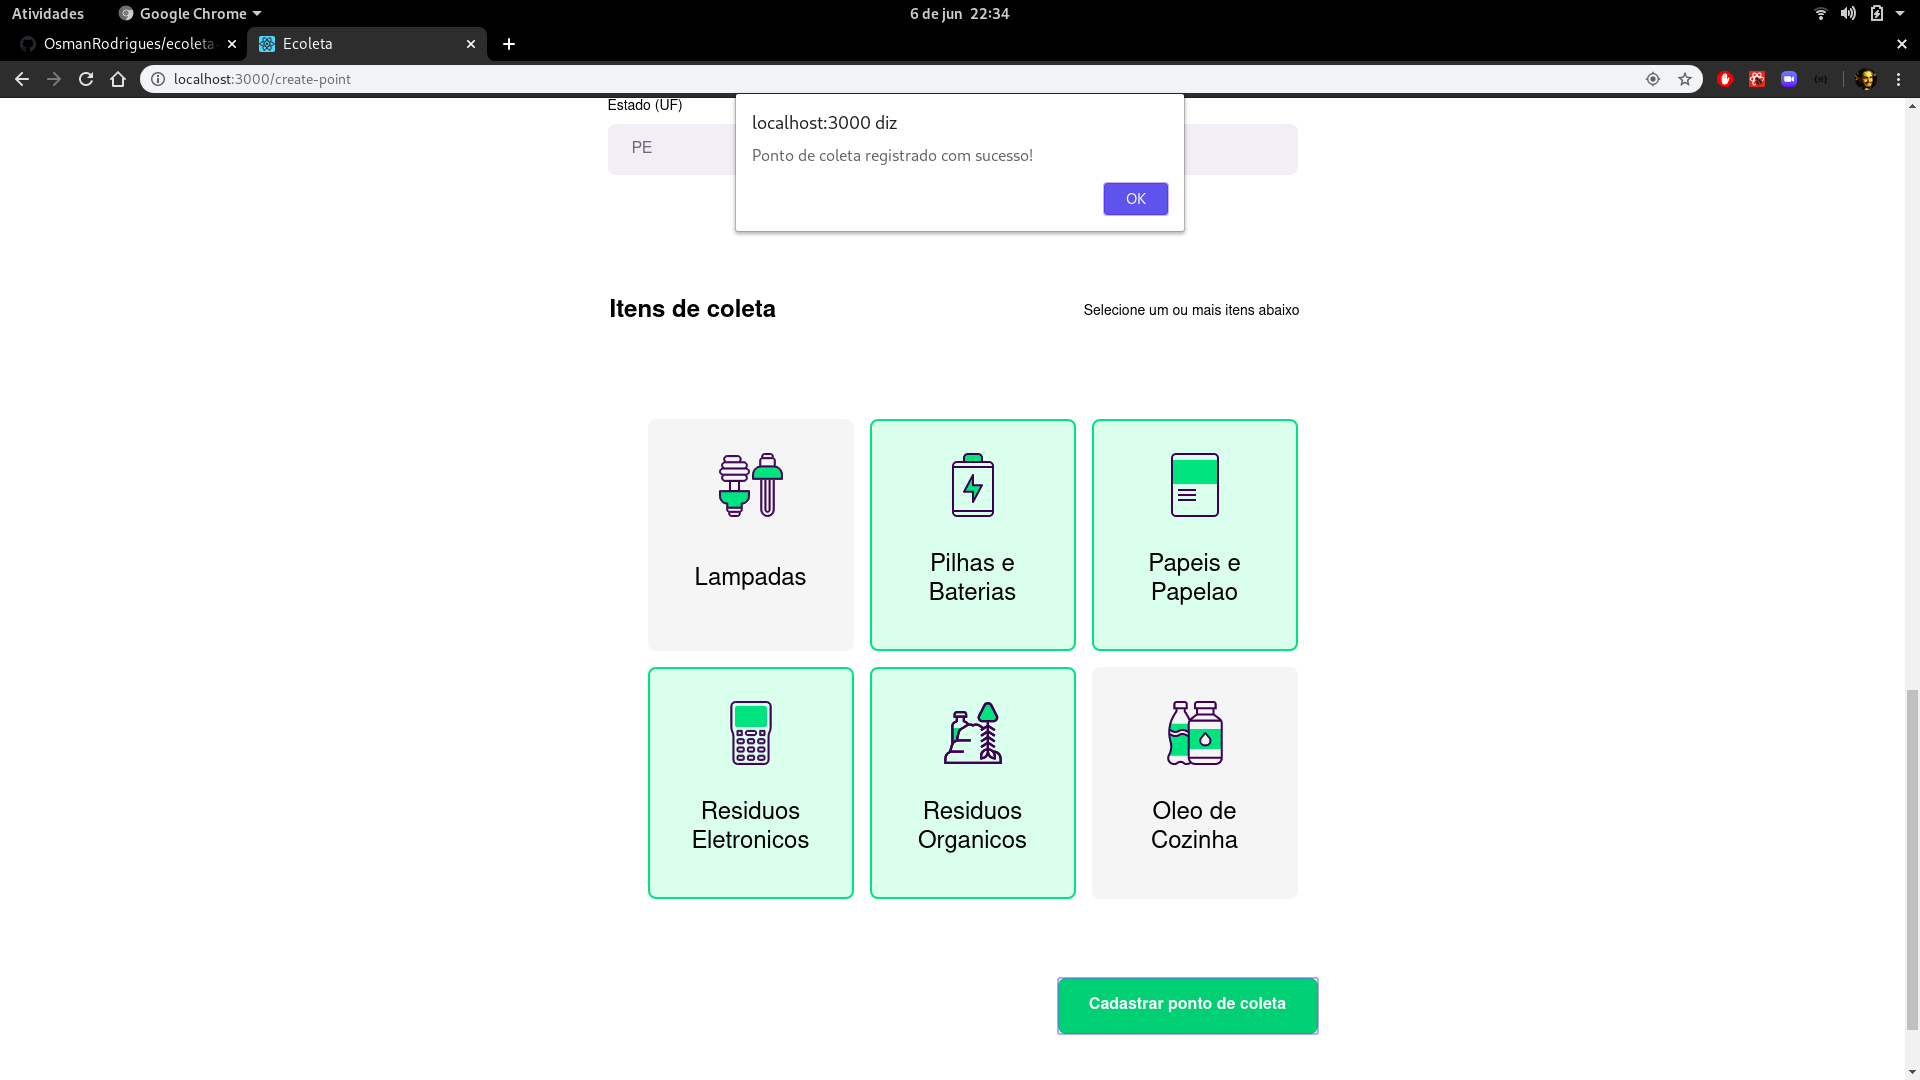 Atividades
Google Chrome
6 de jun 22:34
OsmanRodrigues/ecoleta
Ecoleta
localhost:3000/create-point
Estado (UF)
PE
localhost:3000 diz
Ponto de coleta registrado com sucesso!
OK
Itens de coleta
Selecione um ou mais itens abaixo
Lampadas
Pilhas e
Baterias
Papeis e
Papelao
Residuos
Eletronicos
Residuos
Organicos
Oleo de
Cozinha
Cadastrar ponto de coleta